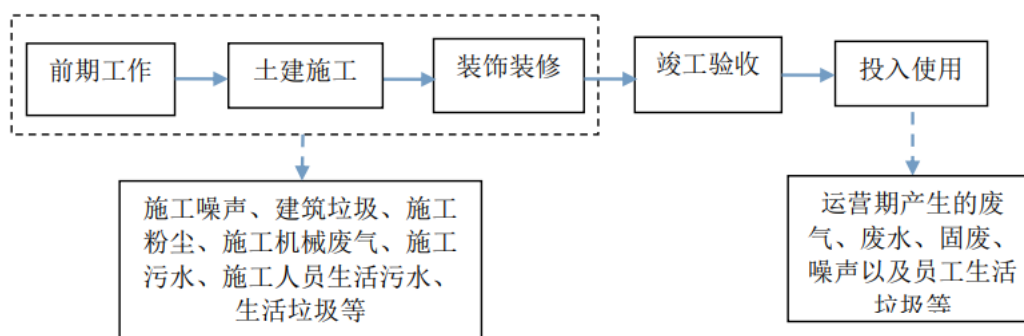 前期工作
土建施工
装饰装修
竣工验收
投入使用
施工噪声、建筑垃圾、施工
粉尘、施工机械废气、施工
污水、施工人员生活污水、
生活垃圾等
运营期产生的废
气、废水、固废、
噪声以及员工生活
垃圾等